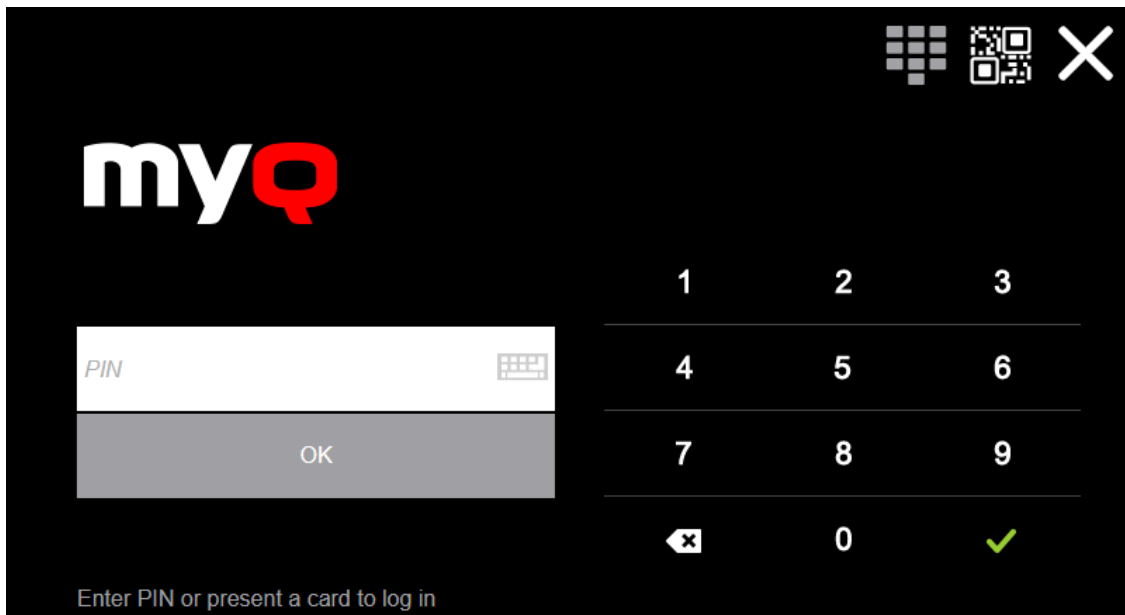 myQ
PIN
OK
Enter PIN or present a card to log in
1 2 3
4 5 6
7 8 9
0